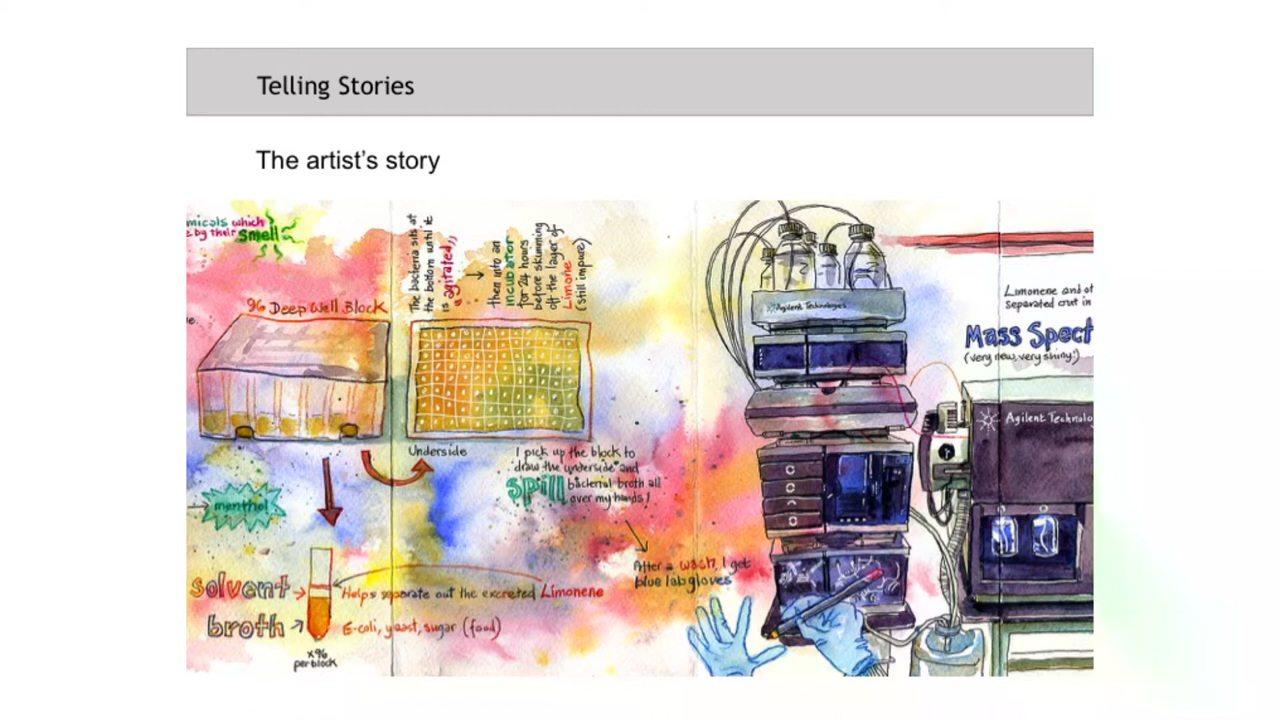 Telling Stories
The artist's story
micals which
e by their smell
96 Deep Well Block
The bacteria sits at
the bottom until it
is agitated,
then into an
incubator
for 24 hours
before skimming
off the layer of
Limone
(still impure)
Underside
I pick up the block to
draw the underside and
spill bacterial broth all
over my hands!
menthol
After a wash, I get
blue lab gloves
solvent
Helps separate out the excreted Limonene
broth
E-coli, yeast, sugar (food)
x96
per block
Agilent Technologies
Limonene and ot
separated out in
Mass Spect
(very new, very shiny!)
Agilent Technolo